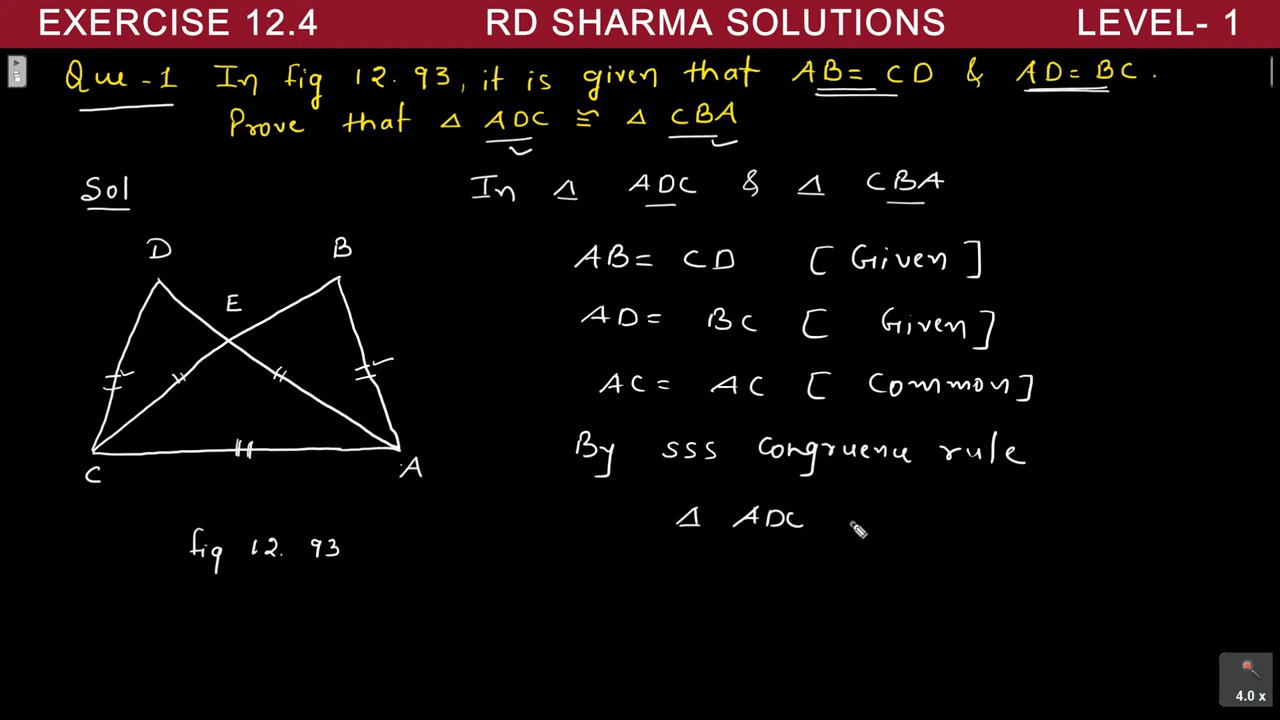 EXERCISE 12.4 RD SHARMA SOLUTIONS LEVEL- 1
Que-1 In fig 12.93, it is given that AB= CD & AD= BC.
Prove that Δ ADC ≅ Δ CBA
Sol In Δ ADC & Δ CBA
D B
E
AB= CD [Given]
AD= BC [Given]
AC= AC [Common]
C A
By SSS congruence rule
Δ ADC
fig 12.93
4.0 x